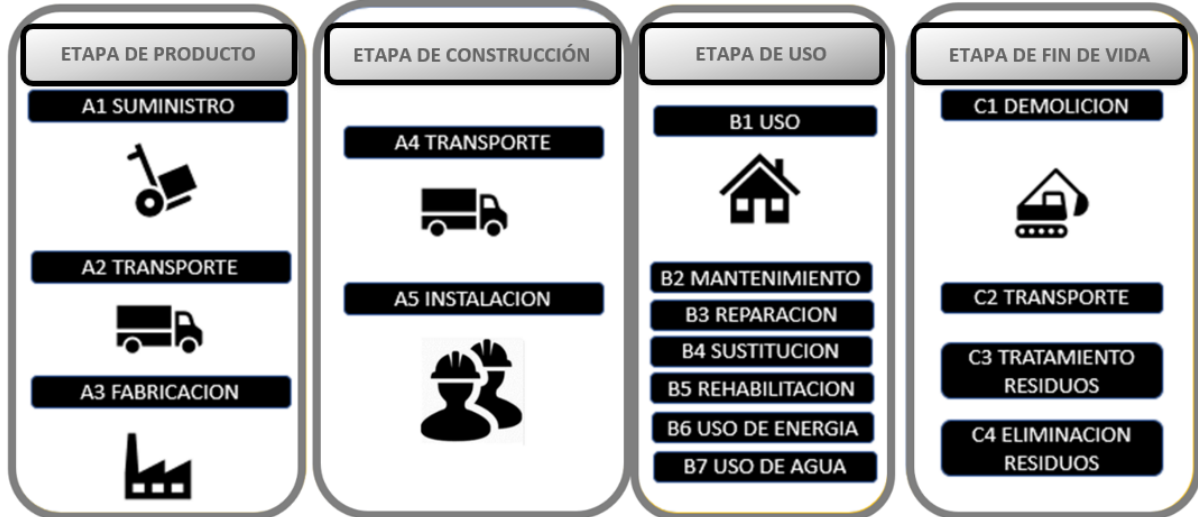 ETAPA DE PRODUCTO
A1 SUMINISTRO
A2 TRANSPORTE
A3 FABRICACION
ETAPA DE CONSTRUCCIÓN
A4 TRANSPORTE
A5 INSTALACION
ETAPA DE USO
B1 USO
B2 MANTENIMIENTO
B3 REPARACION
B4 SUSTITUCION
B5 REHABILITACION
B6 USO DE ENERGIA
B7 USO DE AGUA
ETAPA DE FIN DE VIDA
C1 DEMOLICION
C2 TRANSPORTE
C3 TRATAMIENTO
RESIDUOS
C4 ELIMINACION
RESIDUOS